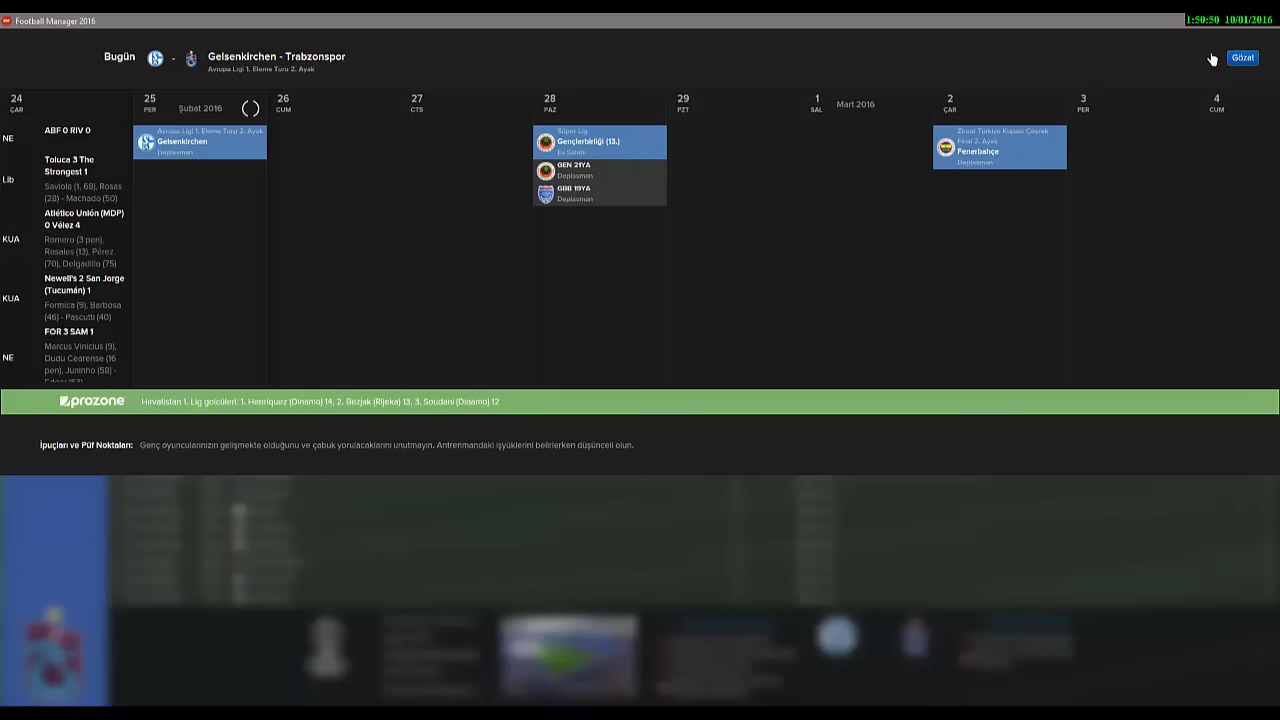 Football Manager 2016
1:50:50 10/01/2016
Bugün
-
Gelsenkirchen - Trabzonspor
Avrupa Ligi 1. Eleme Turu 2. Ayak
Gözat
24
ÇAR
25
PER
Şubat 2016
26
CUM
27
CTS
28
PAZ
29
PZT
1
SAL
Mart 2016
2
ÇAR
3
PER
4
CUM
NE
ABF 0 RIV 0
Lib
Toluca 3 The
Strongest 1
Saviola (1, 68), Rosas
(28) - Machado (50)
KUA
Atlético Unión (MDP)
0 Vélez 4
Romero (3 pen),
Rosales (13), Pérez
(70), Delgadillo (75)
KUA
Newell's 2 San Jorge
(Tucumán) 1
Formica (9), Barbosa
(46) - Pascutti (40)
NE
FOR 3 SAM 1
Marcus Vinicius (9),
Dudu Cearense (16
pen), Juninho (58) -
Avrupa Ligi 1. Eleme Turu 2. Ayak
Gelsenkirchen
Deplasman
Süper Lig
Gençlerbirliği (13.)
Ev Sahibi
GEN 21YA
Deplasman
GBB 19YA
Deplasman
Ziraat Türkiye Kupası Çeyrek
Final 2. Ayak
Fenerbahçe
Deplasman
prozone
Hırvatistan 1. Lig golcüleri: 1. Henríquez (Dinamo) 14, 2. Bezjak (Rijeka) 13, 3. Soudani (Dinamo) 12
İpuçları ve Püf Noktaları: Genç oyuncularınızın gelişmekte olduğunu ve çabuk yorulacaklarını unutmayın. Antrenmandaki işyüklerini belirlerken düşünceli olun.